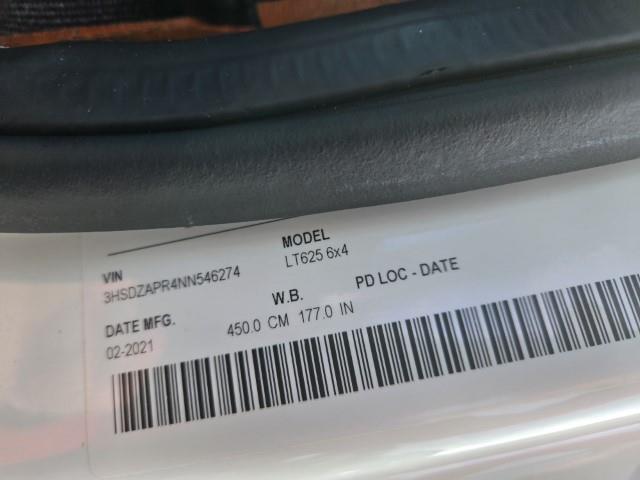 VIN MODEL
3HSDZAPR4NN546274 LT625 6x4
DATE MFG. W.B. PD LOC - DATE
02-2021 450.0 CM 177.0 IN